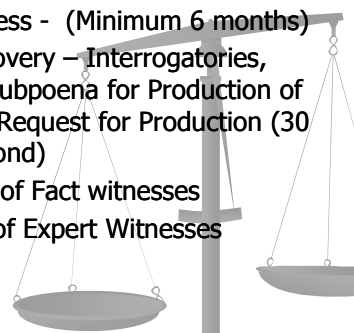 ess -  (Minimum 6 months)
overy – Interrogatories,
ubpoena for Production of
Request for Production (30
ond)
of Fact witnesses
of Expert Witnesses